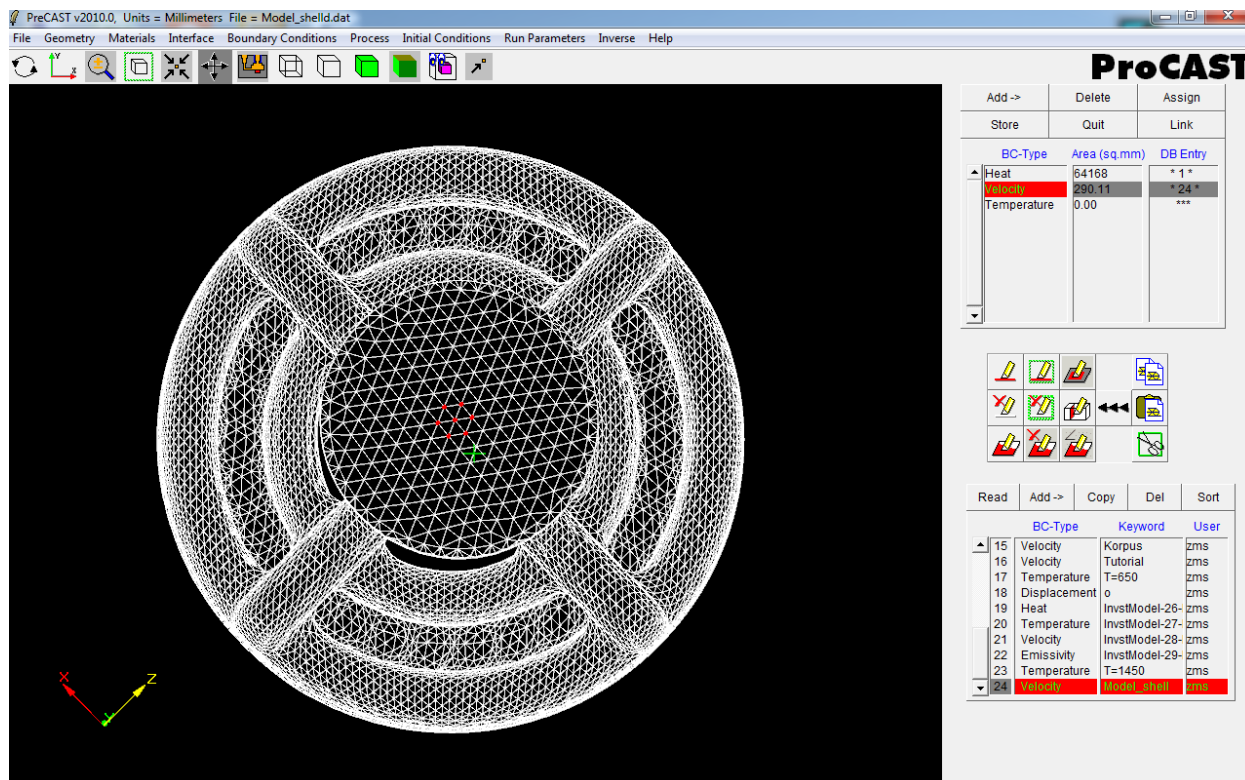 PreCAST v2010.0, Units = Millimeters File = Model_shelld.dat
File Geometry Materials Interface Boundary Conditions Process Initial Conditions Run Parameters Inverse Help
ProCAST
Add -> Delete Assign
Store Quit Link
BC-Type Area (sq.mm) DB Entry
Heat 64168 * 1 *
Velocity 290.11 * 24 *
Temperature 0.00 ***
Read Add -> Copy Del Sort
BC-Type Keyword User
15 Velocity Korpus zms
16 Velocity Tutorial zms
17 Temperature T=650 zms
18 Displacement o zms
19 Heat InvstModel-26- zms
20 Temperature InvstModel-27- zms
21 Velocity InvstModel-28- zms
22 Emissivity InvstModel-29- zms
23 Temperature T=1450 zms
24 Velocity Model_shell zms
X Y Z